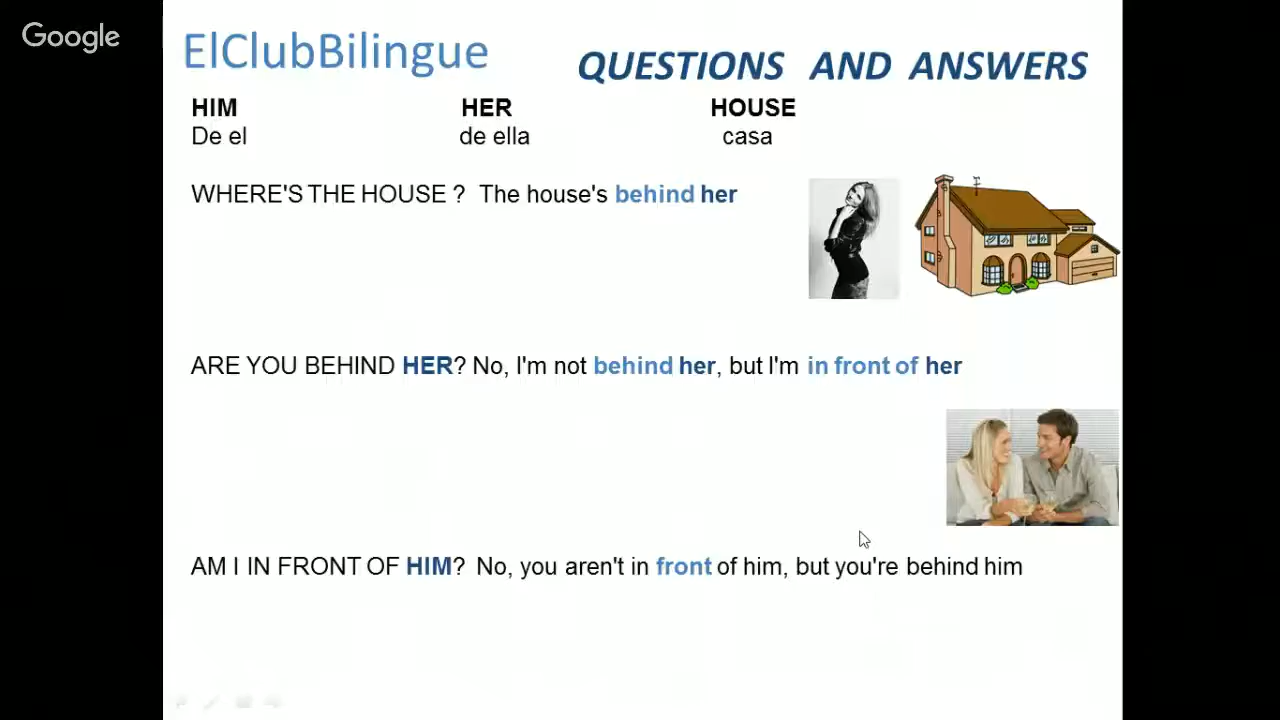 Google
ElClubBilingue
QUESTIONS AND ANSWERS
HIM HER HOUSE
De el de ella casa
WHERE'S THE HOUSE ? The house's behind her
ARE YOU BEHIND HER? No, I'm not behind her, but I'm in front of her
AM I IN FRONT OF HIM? No, you aren't in front of him, but you're behind him